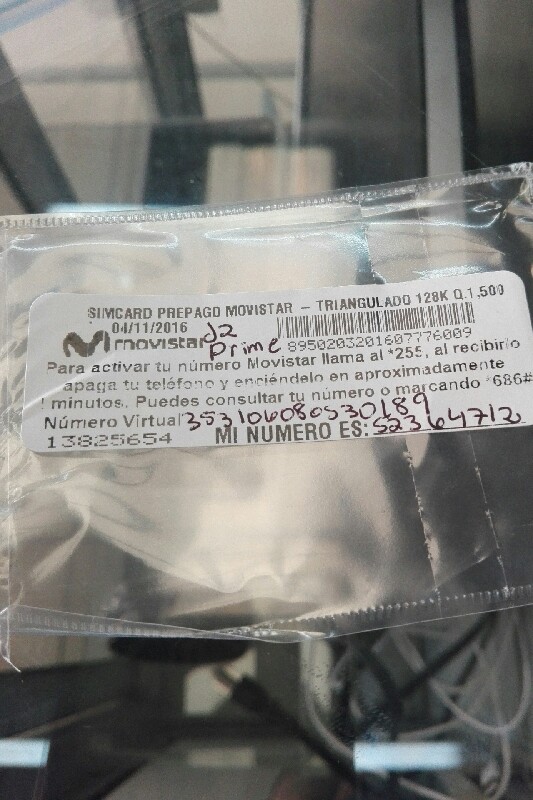 SIMCARD PREPAGO MOVISTAR - TRIANGULADO 128K Q.1,500
04/11/2016 J2
movistar Prime 8950203201607776009
Para activar tu número Movistar llama al *255, al recibirlo
apaga tu teléfono y enciéndelo en aproximadamente
minutos. Puedes consultar tu número o marcando *686#
Número Virtual 353106080530189
13825654 MI NUMERO ES: 52364712